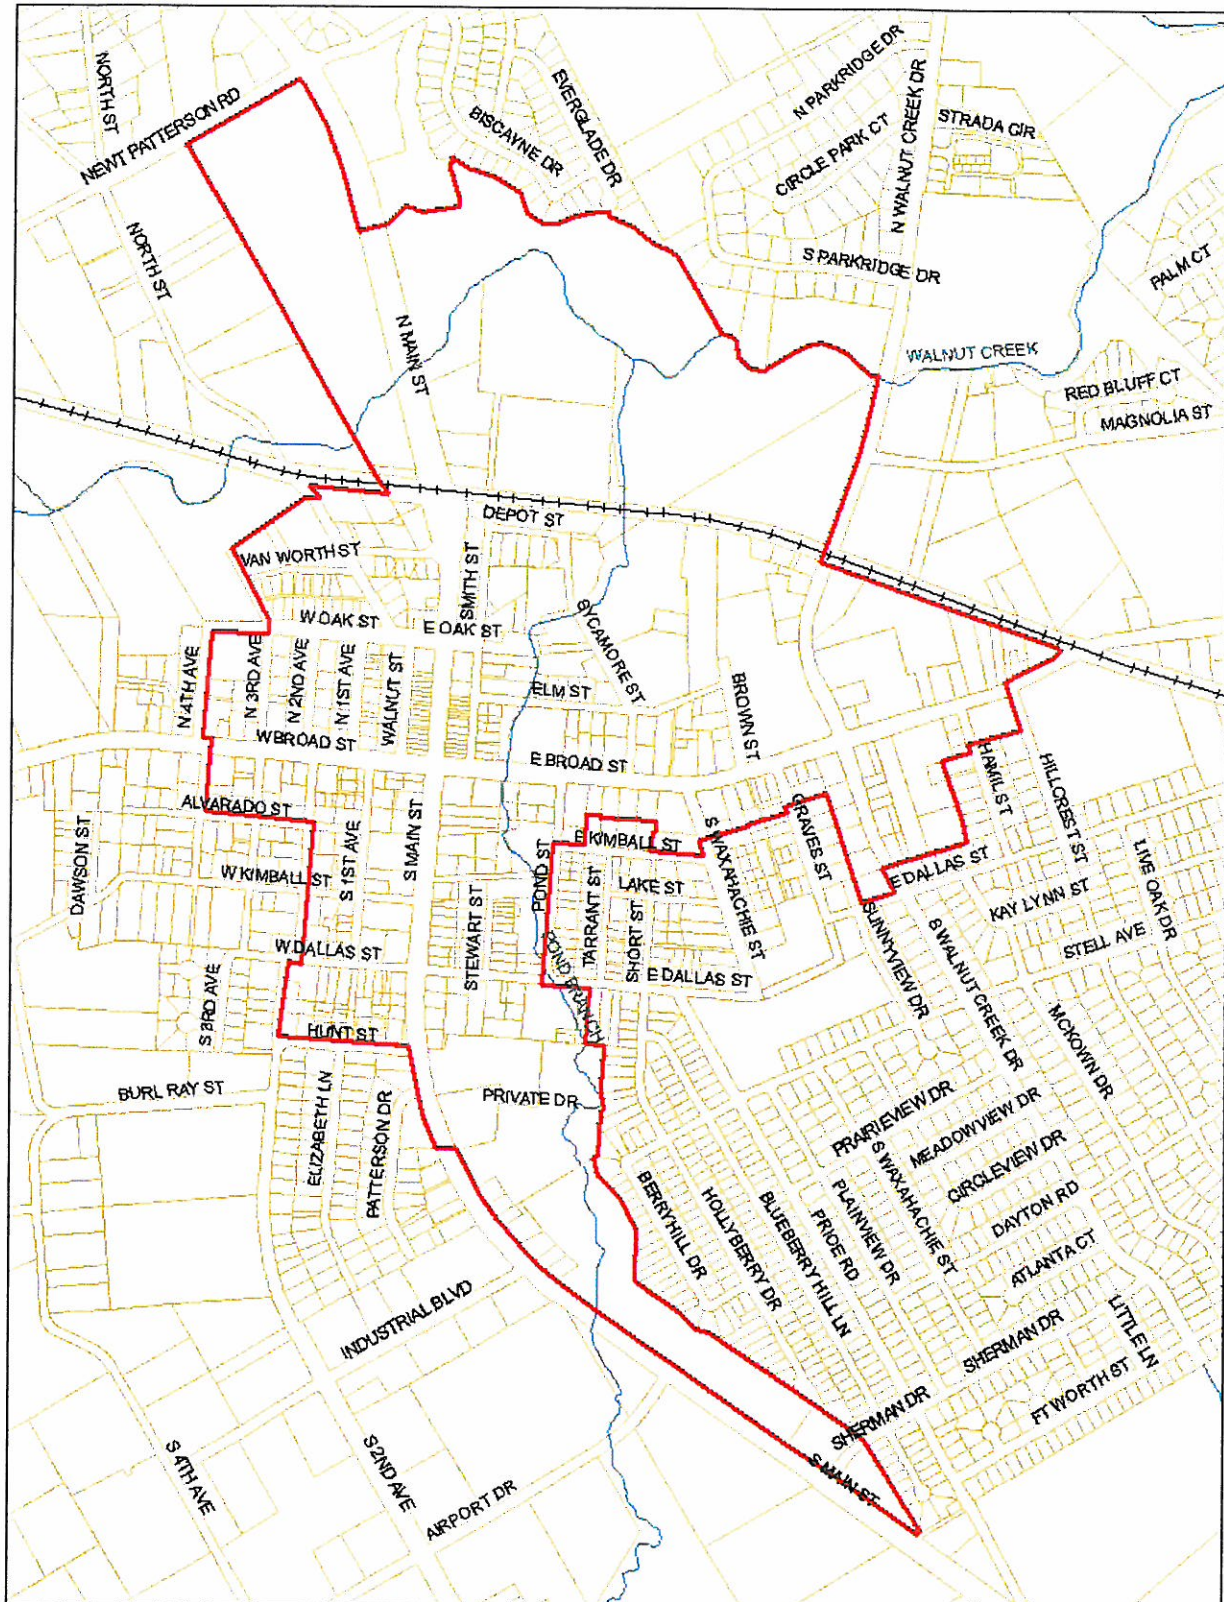 NORTH ST
NEWT PATTERSON RD
EVERGLADE DR
BISCAYNE DR
N PARKRIDGE DR
CIRCLE PARK CT
N WALNUT CREEK DR
STRADA CIR
NORTH ST
S PARKRIDGE DR
PALM CT
N MAIN ST
WALNUT CREEK
RED BLUFF CT
MAGNOLIA ST
DEPOT ST
VAN WORTH ST
SMITH ST
W OAK ST
E OAK ST
SYCAMORE ST
N 4TH AVE
N 3RD AVE
N 2ND AVE
N 1ST AVE
WALNUT ST
ELM ST
BROWN ST
W BROAD ST
E BROAD ST
HAMIL ST
HILLCREST ST
ALVARADO ST
GRAVES ST
DAWSON ST
S 1ST AVE
S MAIN ST
E KIMBALL ST
S WAXAHACHIE ST
W KIMBALL ST
POND ST
LAKE ST
E DALLAS ST
LIVE OAK DR
KAY LYNN ST
STEWART ST
TARRANT ST
SHORT ST
SUNNYVIEW DR
S WALNUT CREEK DR
STELL AVE
W DALLAS ST
POND BRANCH
E DALLAS ST
S 3RD AVE
HUNT ST
MCKOWN DR
BURL RAY ST
ELIZABETH LN
PATTERSON DR
PRIVATE DR
PRAIRIEVIEW DR
MEADOWVIEW DR
S WAXAHACHIE ST
CIRCLEVIEW DR
BERRYHILL DR
HOLLYBERRY DR
BLUEBERRY HILL LN
PRICE RD
PLAINVIEW DR
DAYTON RD
ATLANTA CT
INDUSTRIAL BLVD
LITTLE LN
SHERMAN DR
SHERMAN DR
FT WORTH ST
S 4TH AVE
S 2ND AVE
AIRPORT DR
S MAIN ST